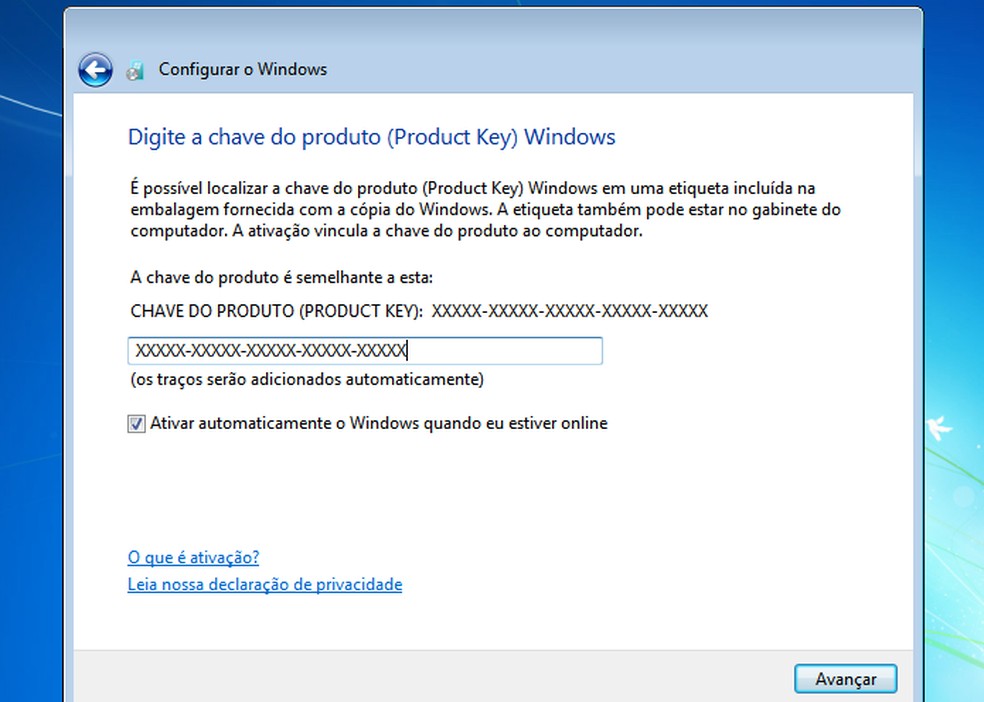 Configurar o Windows
Digite a chave do produto (Product Key) Windows
É possível localizar a chave do produto (Product Key) Windows em uma etiqueta incluída na
embalagem fornecida com a cópia do Windows. A etiqueta também pode estar no gabinete do
computador. A ativação vincula a chave do produto ao computador.
A chave do produto é semelhante a esta:
CHAVE DO PRODUTO (PRODUCT KEY): XXXXX-XXXXX-XXXXX-XXXXX-XXXXX
XXXXX-XXXXX-XXXXX-XXXXX-XXXXX
(os traços serão adicionados automaticamente)
Ativar automaticamente o Windows quando eu estiver online
O que é ativação?
Leia nossa declaração de privacidade
Avançar